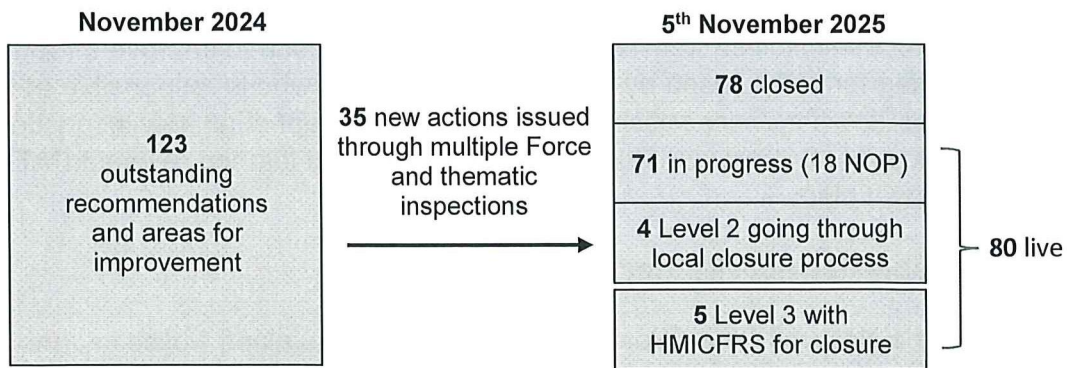 November 2024
123
outstanding
recommendations
and areas for
improvement
35 new actions issued
through multiple Force
and thematic
inspections
5th November 2025
78 closed
71 in progress (18 NOP)
4 Level 2 going through
local closure process
5 Level 3 with
HMICFRS for closure
80 live